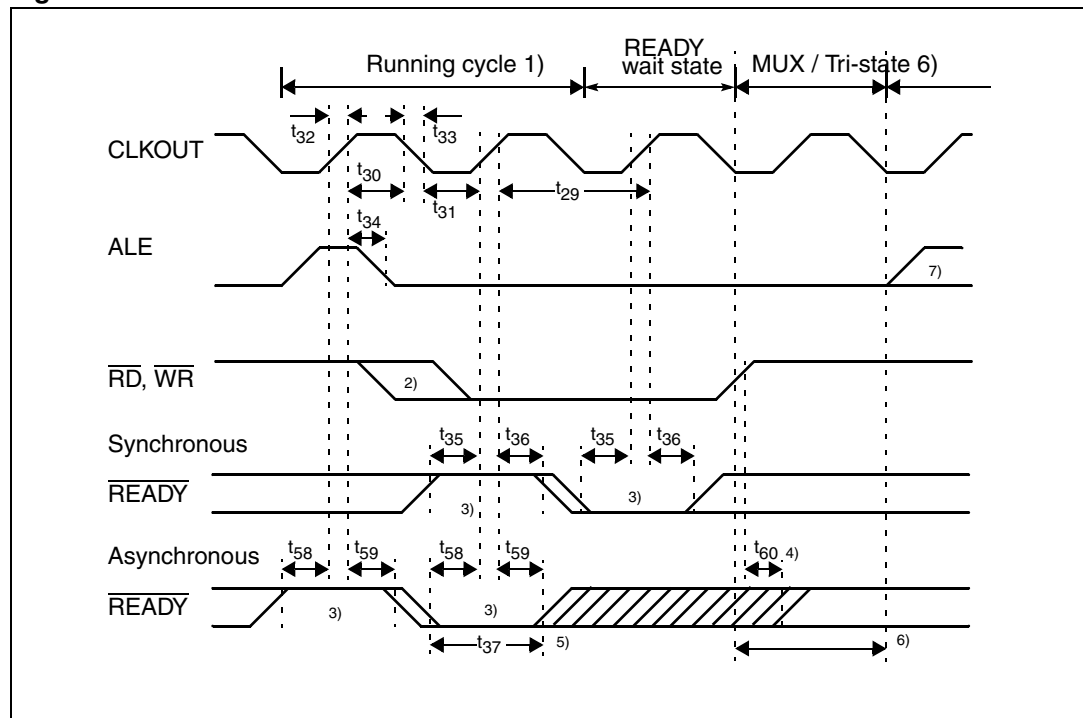 READY
Running cycle 1) wait state MUX / Tri-state 6)
t32 t33
CLKOUT
t30
t31 t29
t34
ALE
7)
RD, WR 2)
Synchronous t35 t36 t35 t36
READY 3) 3)
Asynchronous t58 t59 t58 t59 t60 4)
READY 3) 3)
t37 5) 6)